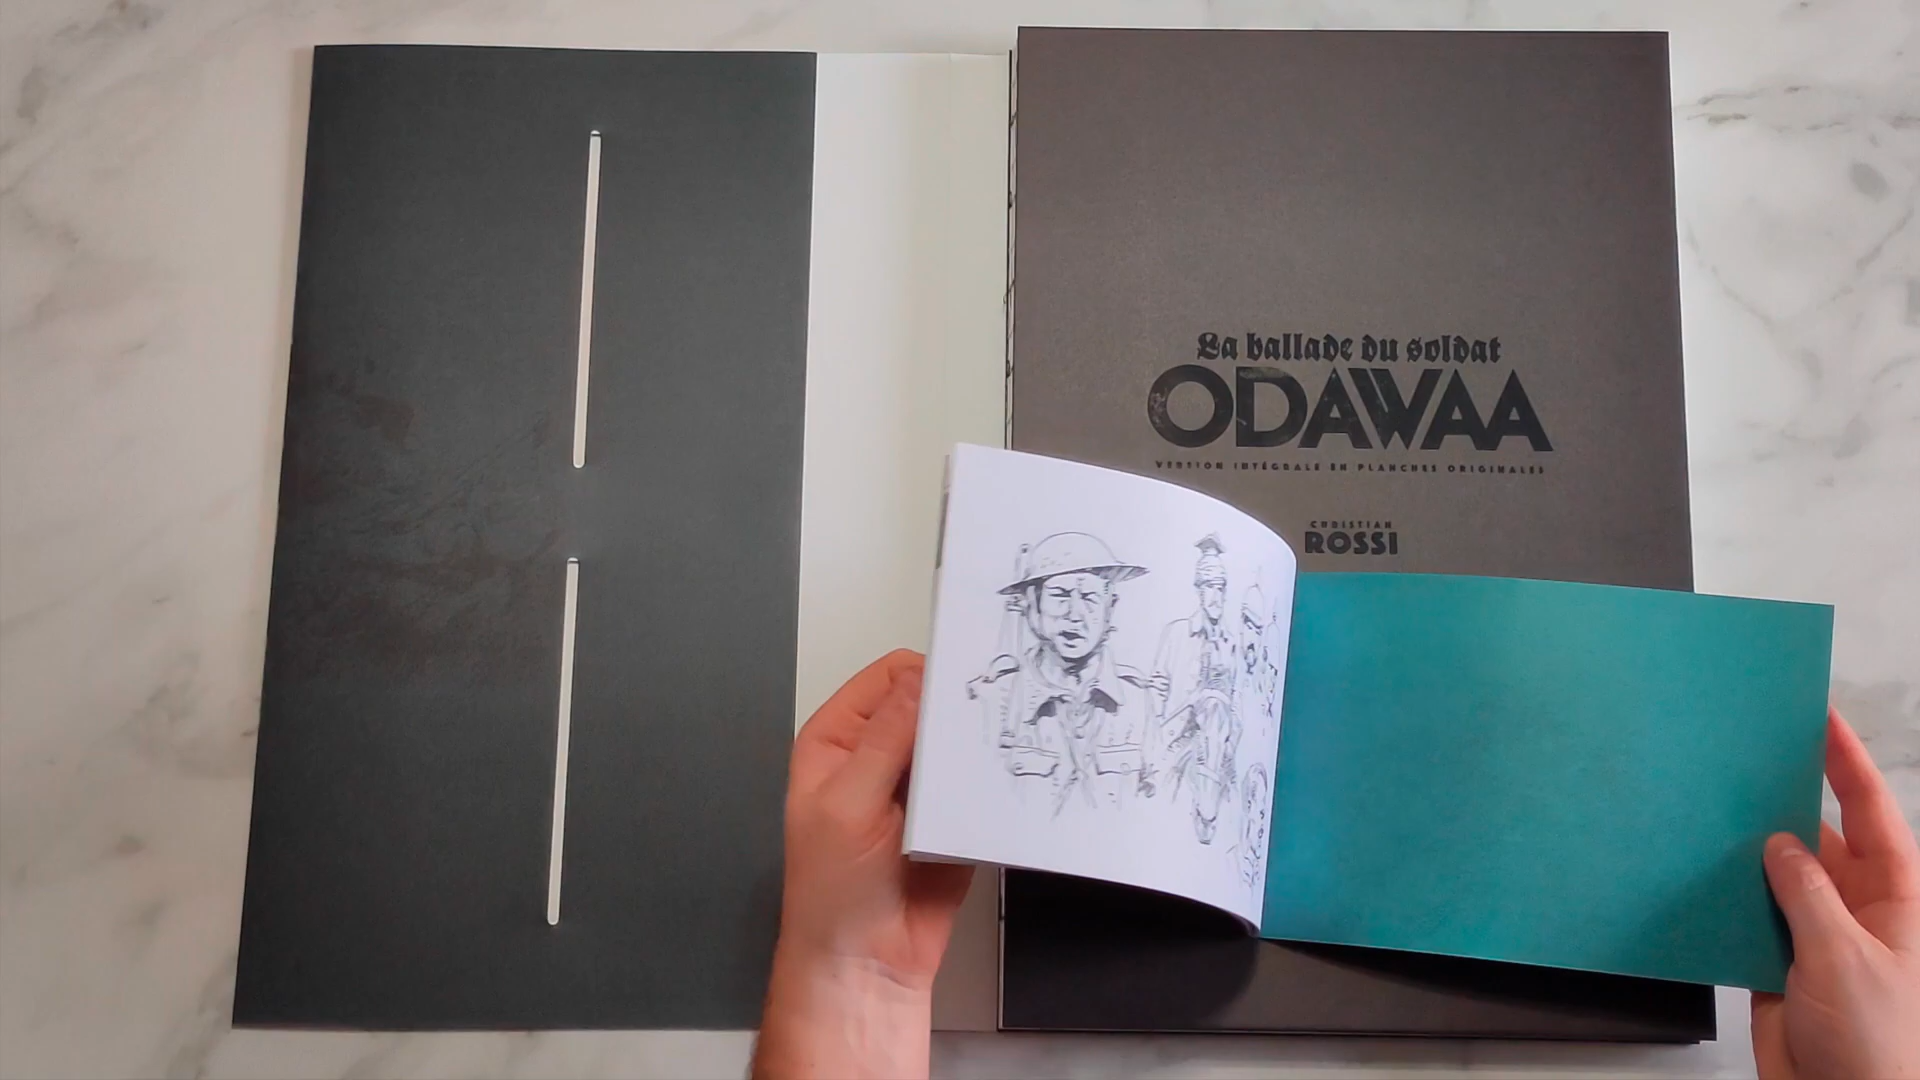 La ballade du soldat
ODAWAA
VERSION INTÉGRALE EN PLANCHES ORIGINALES
CHRISTIAN
ROSSI